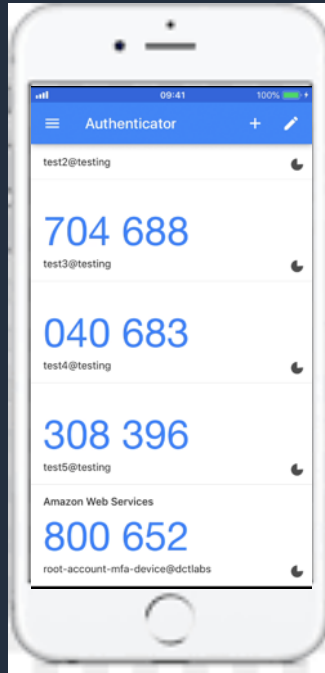 09:41
100%
Authenticator
test2@testing
704 688
test3@testing
040 683
test4@testing
308 396
test5@testing
Amazon Web Services
800 652
root-account-mfa-device@dctlabs